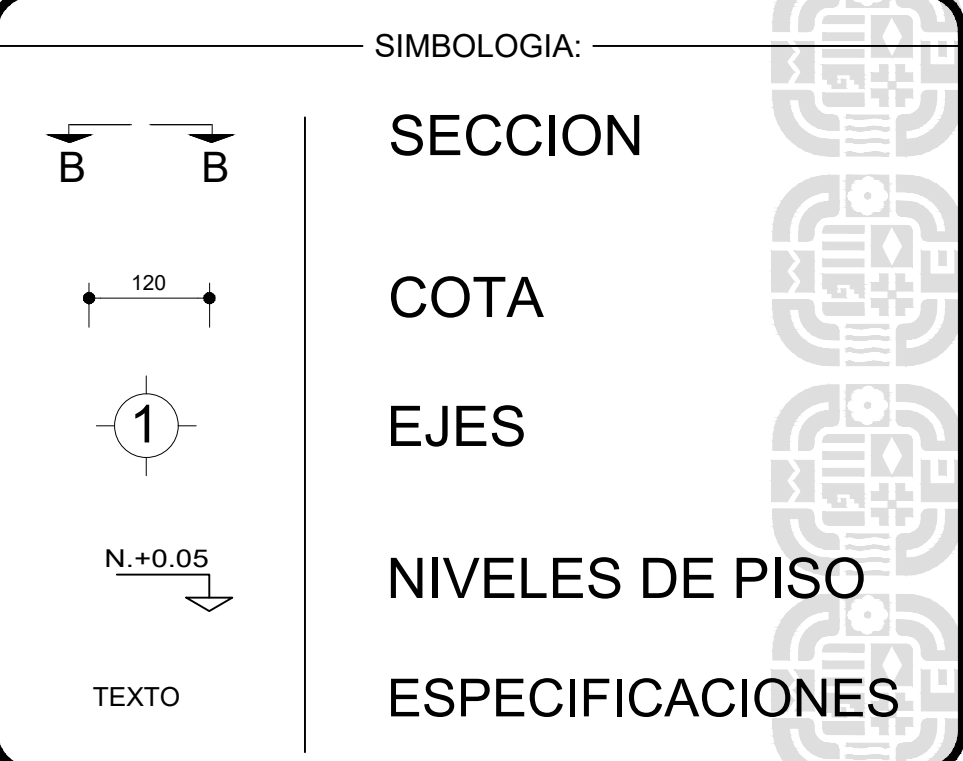 SIMBOLOGIA:
B B SECCION
120 COTA
1 EJES
N.+0.05 NIVELES DE PISO
TEXTO ESPECIFICACIONES